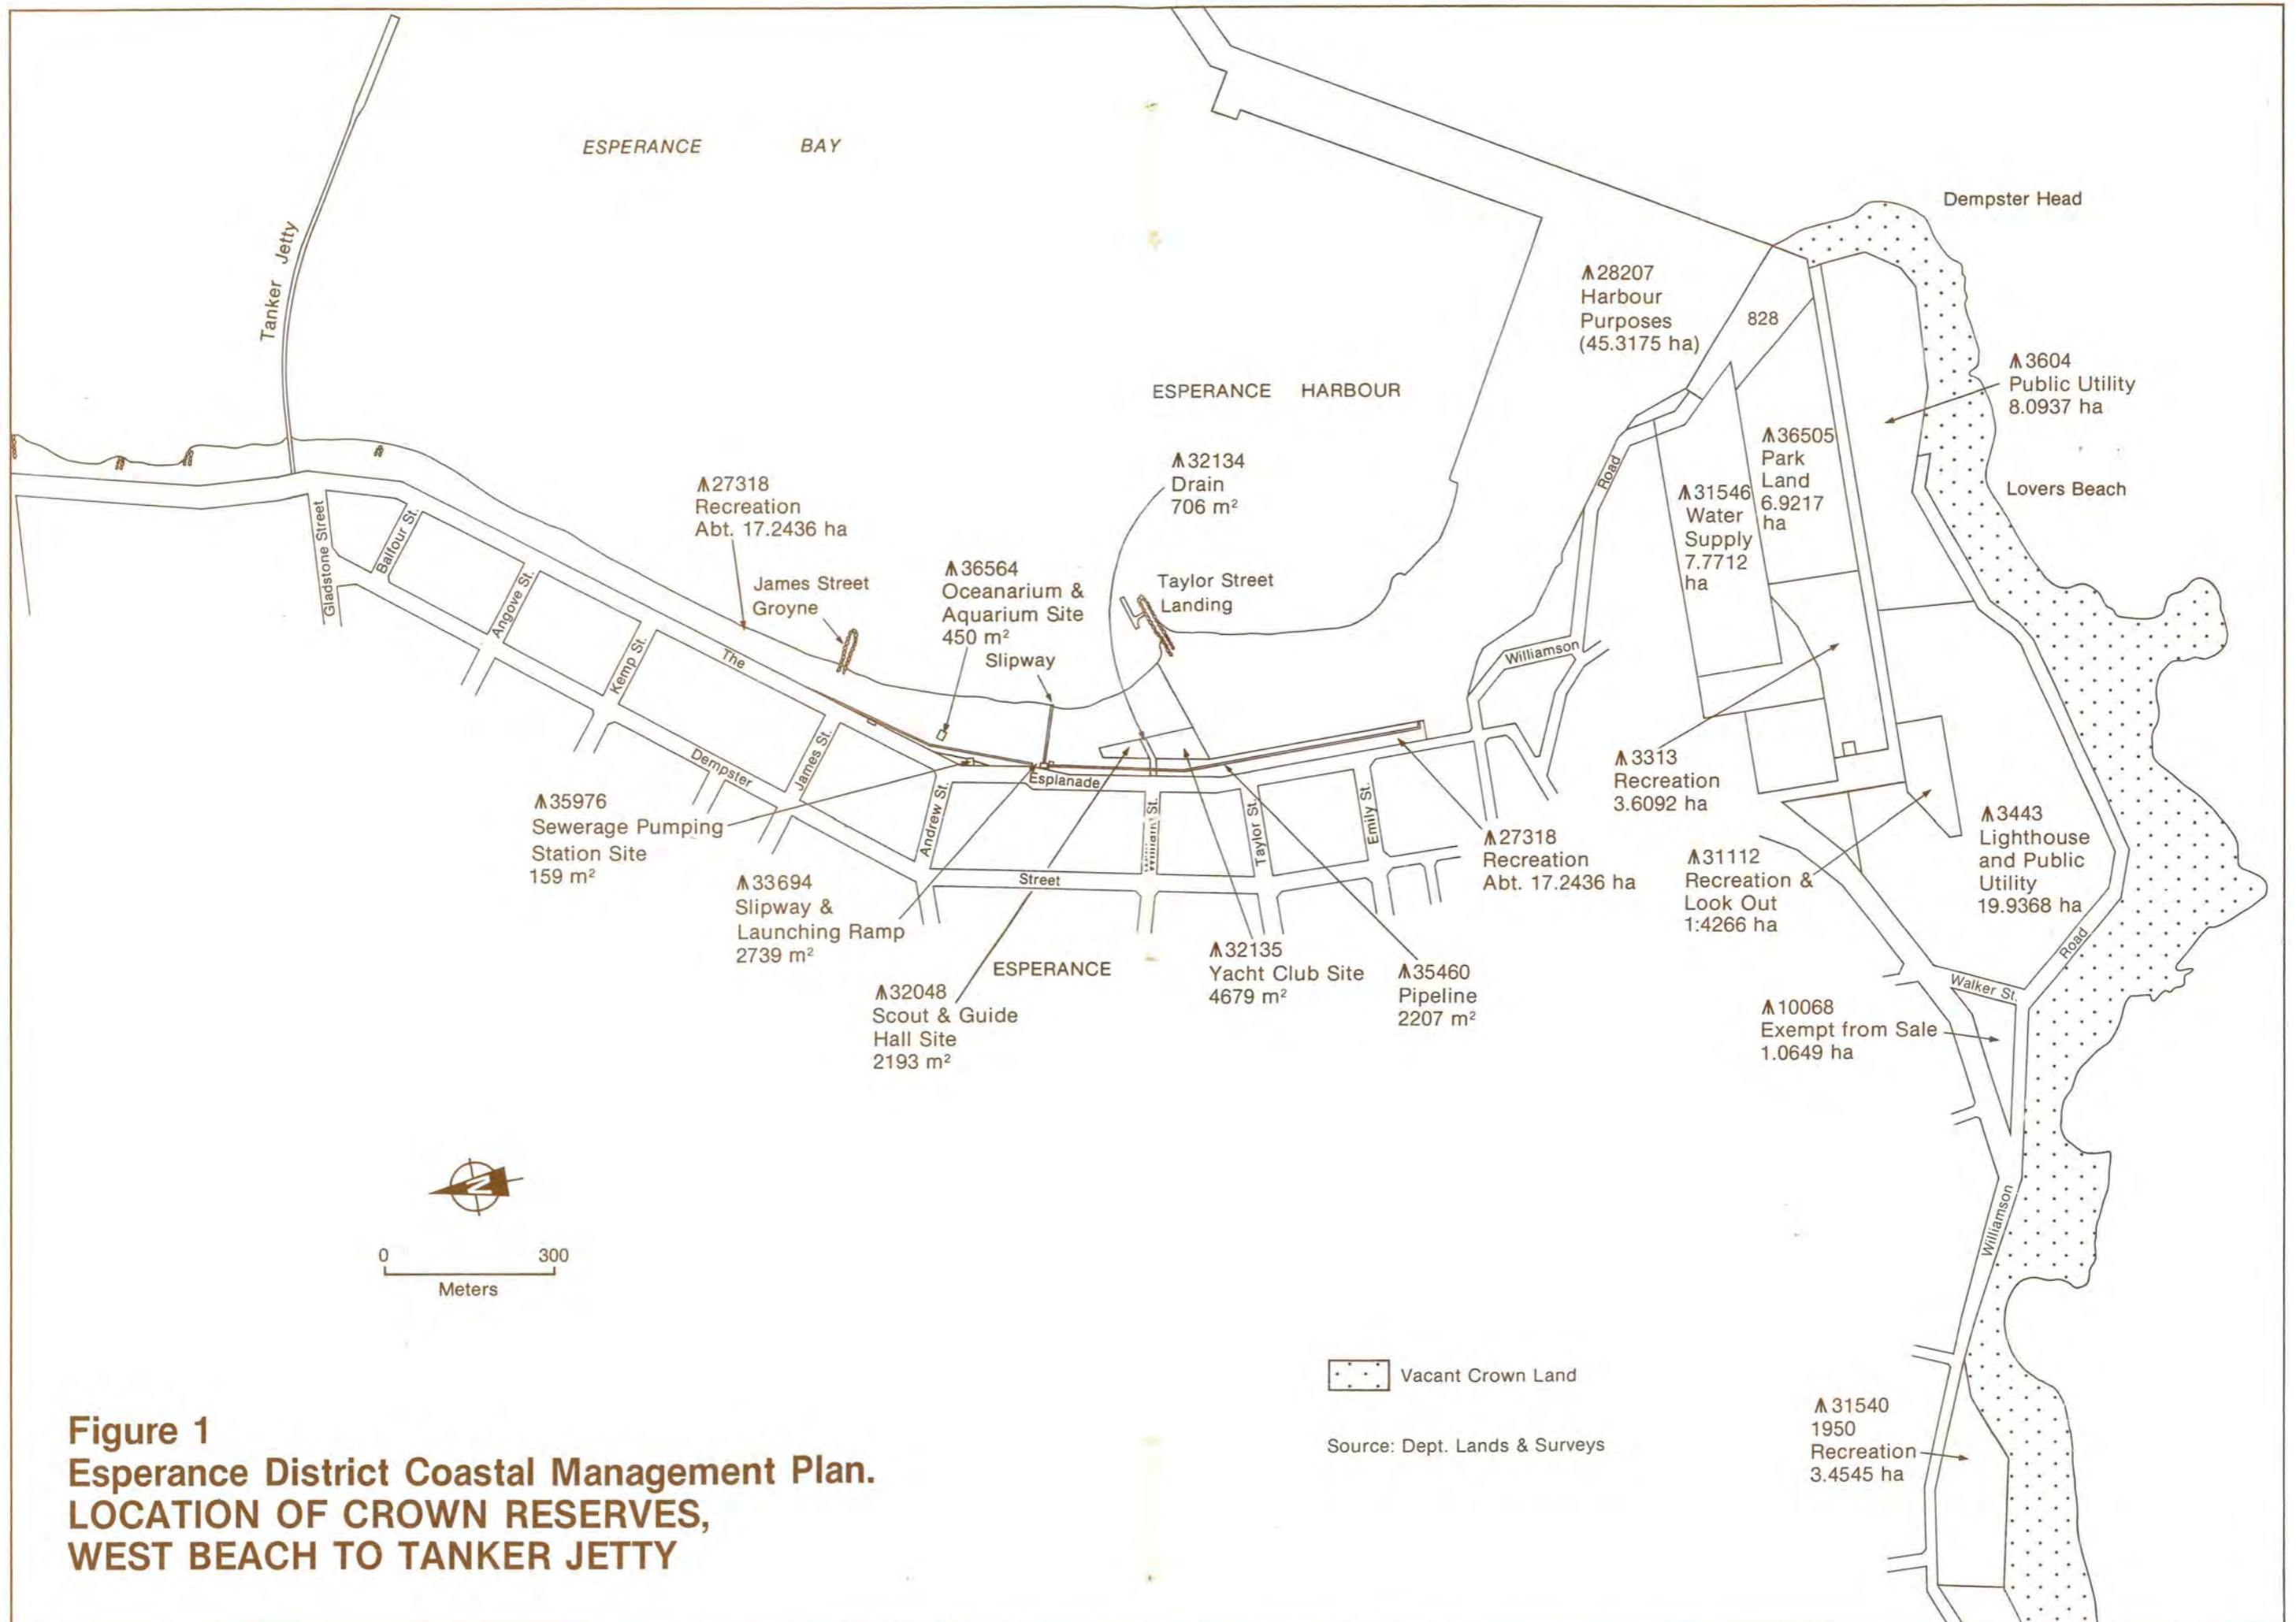 ESPERANCE BAY
Tanker Jetty
Dempster Head
⩚28207
Harbour
Purposes
(45.3175 ha)
828
⩚3604
Public Utility
8.0937 ha
ESPERANCE HARBOUR
⩚36505
Park
Land
6.9217
ha
⩚32134
Drain
706 m²
⩚27318
Recreation
Abt. 17.2436 ha
Road
⩚31546
Water
Supply
7.7712
ha
Lovers Beach
Gladstone Street
Balfour St.
Angove St.
Kemp St.
James Street
Groyne
⩚36564
Oceanarium &
Aquarium Site
450 m²
Slipway
Taylor Street
Landing
Williamson
The
Dempster
James St.
Esplanade
Andrew St.
William St.
Taylor St.
Emily St.
Street
⩚3313
Recreation
3.6092 ha
⩚35976
Sewerage Pumping
Station Site
159 m²
⩚33694
Slipway &
Launching Ramp
2739 m²
⩚27318
Recreation
Abt. 17.2436 ha
⩚31112
Recreation &
Look Out
1:4266 ha
⩚3443
Lighthouse
and Public
Utility
19.9368 ha
Road
⩚32048
Scout & Guide
Hall Site
2193 m²
ESPERANCE
⩚32135
Yacht Club Site
4679 m²
⩚35460
Pipeline
2207 m²
Walker St.
⩚10068
Exempt from Sale
1.0649 ha
N
0 300
Meters
Williamson
Vacant Crown Land
Source: Dept. Lands & Surveys
⩚31540
1950
Recreation
3.4545 ha
Figure 1
Esperance District Coastal Management Plan.
LOCATION OF CROWN RESERVES,
WEST BEACH TO TANKER JETTY